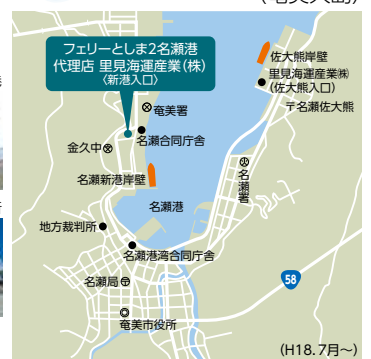 フェリーとしま2名瀬港
代理店 里見海運産業(株)
〈新港入口〉
佐大熊岸壁
里見海運産業㈱
(佐大熊入口)
〒名瀬佐大熊
奄美署
名瀬合同庁舎
金久中
名瀬新港岸壁
名瀬署
名瀬港
地方裁判所
名瀬港湾合同庁舎
名瀬局
58
奄美市役所
(H18.7月〜)